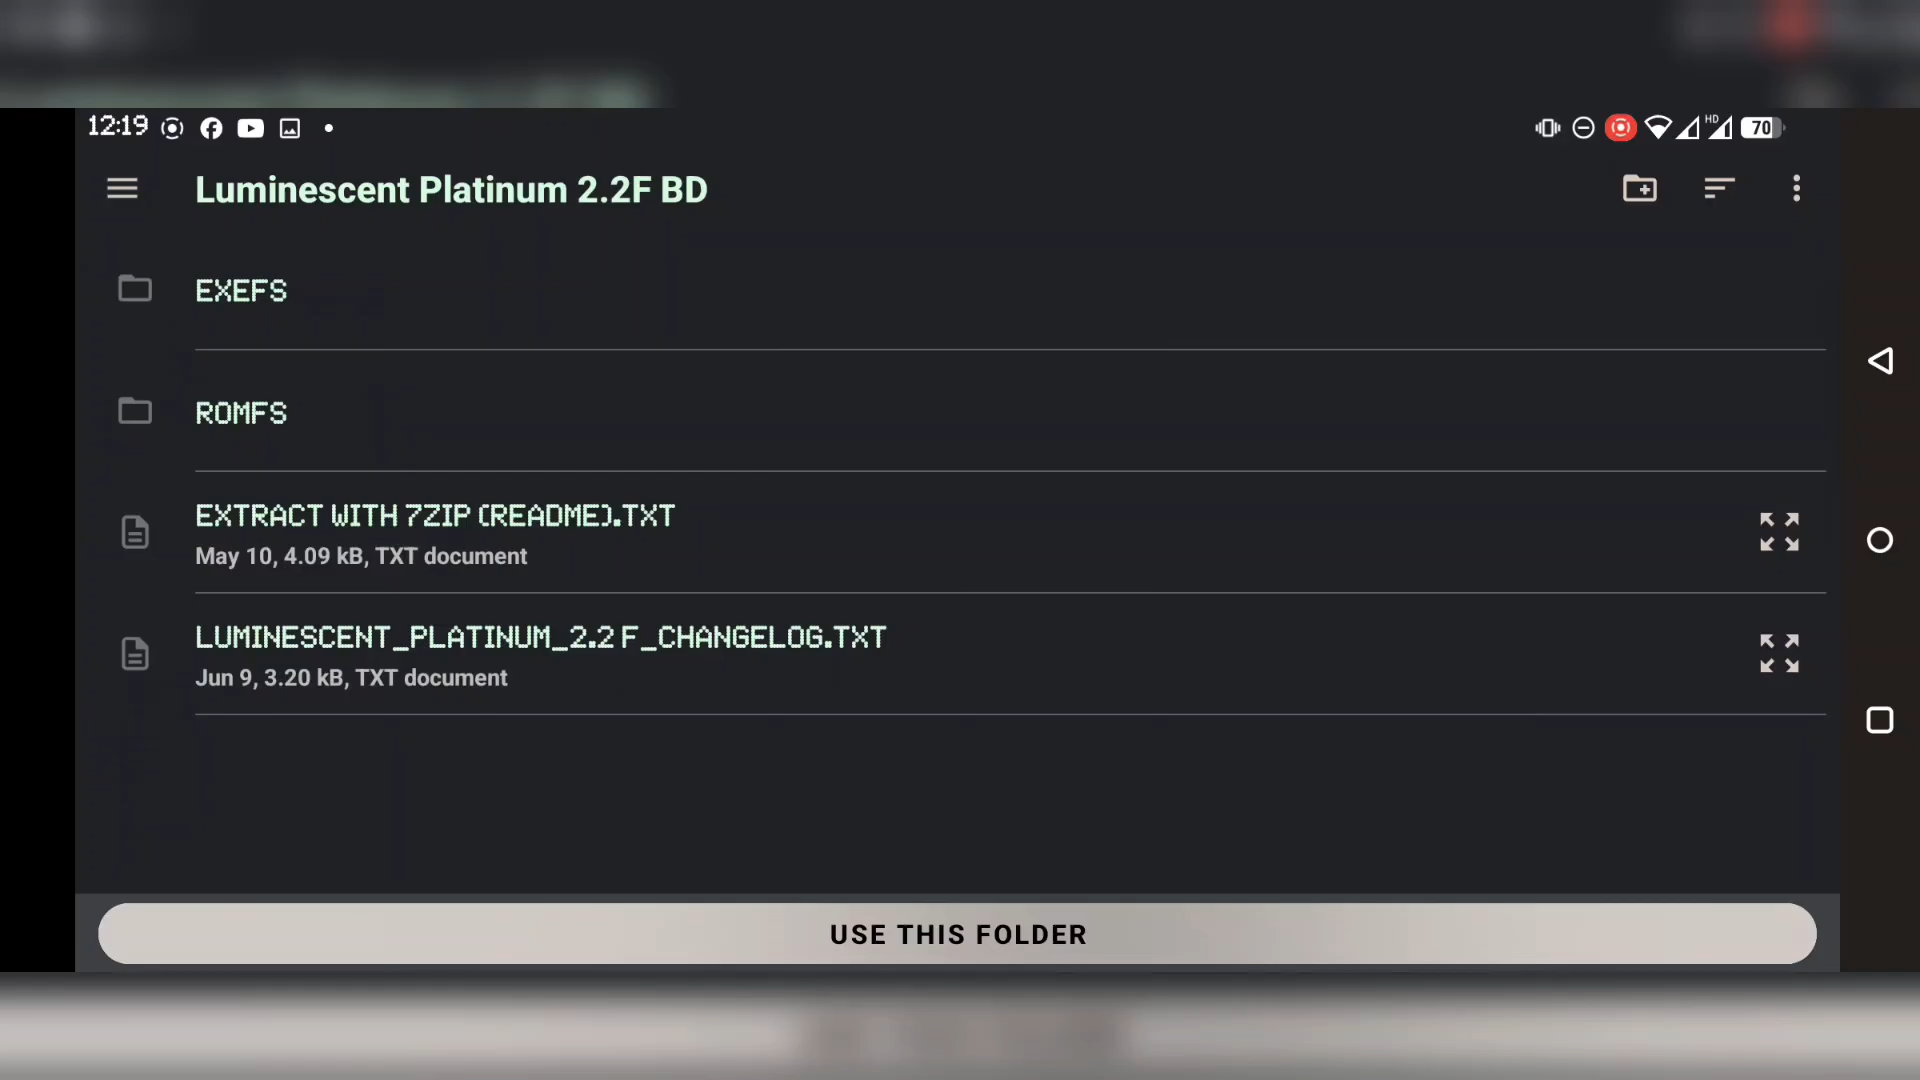 12:19
HD
70
Luminescent Platinum 2.2F BD
EXEFS
ROMFS
EXTRACT WITH 7ZIP (README).TXT
May 10, 4.09 kB, TXT document
LUMINESCENT_PLATINUM_2.2 F_CHANGELOG.TXT
Jun 9, 3.20 kB, TXT document
USE THIS FOLDER